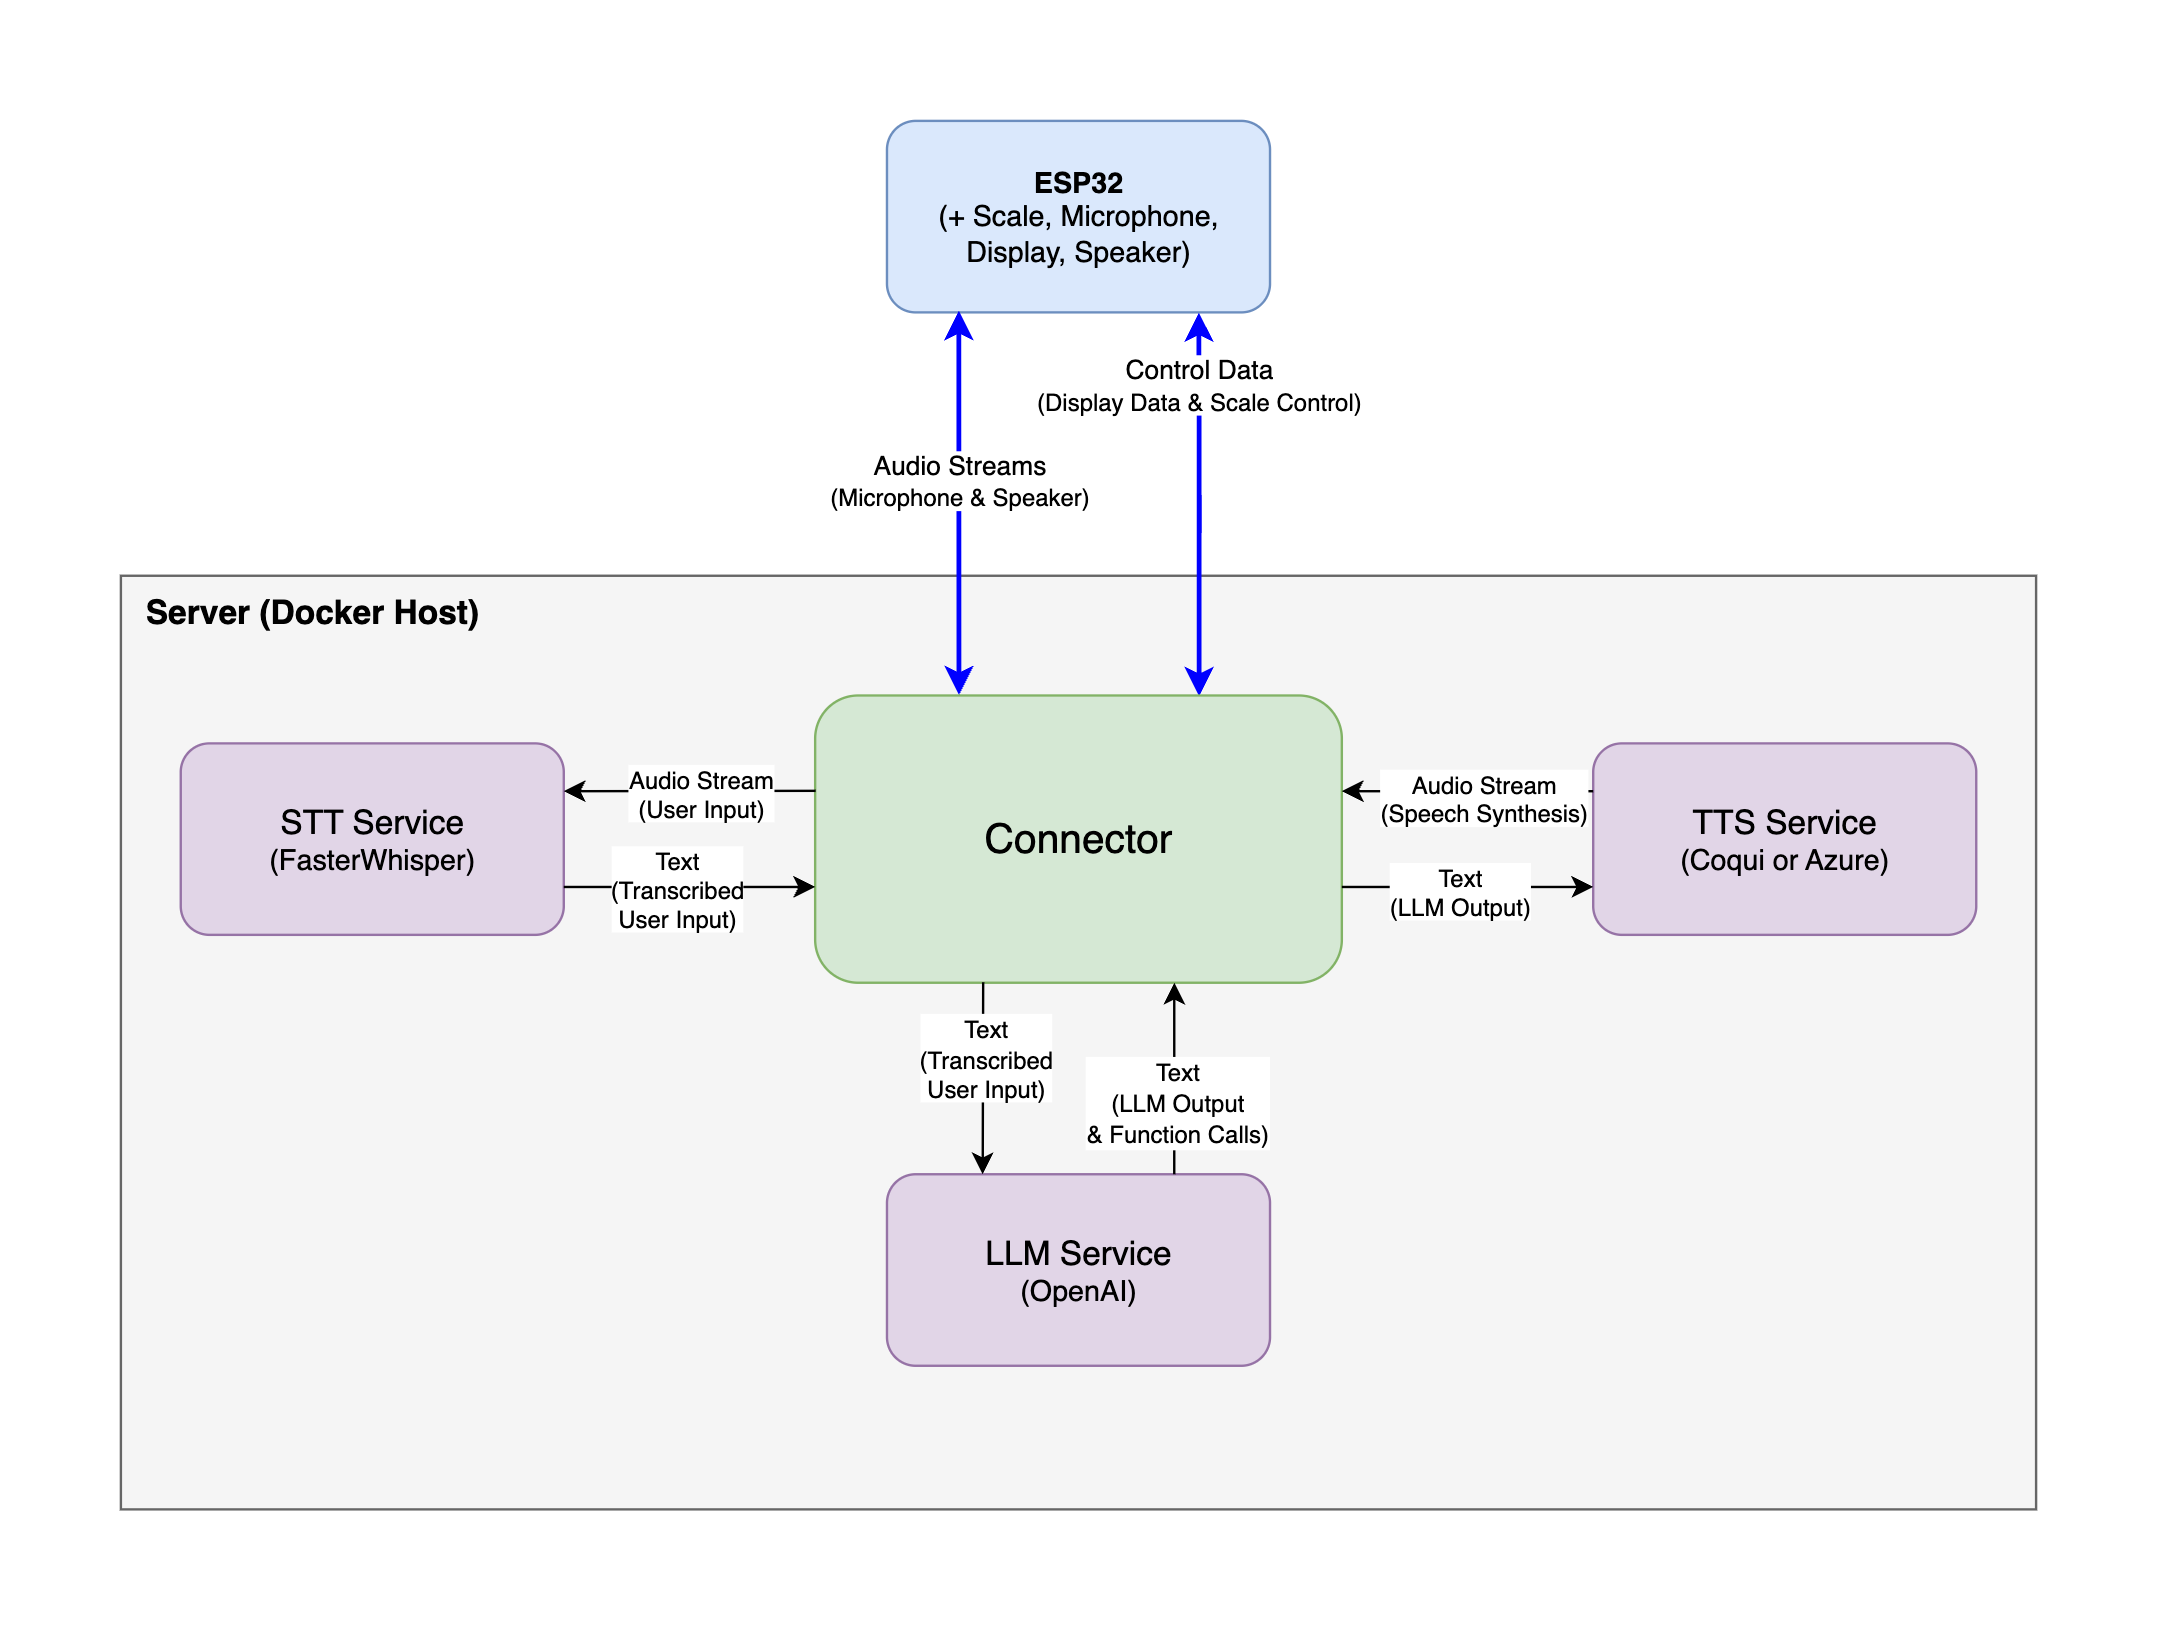 ESP32
(+ Scale, Microphone,
Display, Speaker)
Control Data
(Display Data & Scale Control)
Audio Streams
(Microphone & Speaker)
Server (Docker Host)
STT Service
(FasterWhisper)
Audio Stream
(User Input)
Text
(Transcribed
User Input)
Connector
Audio Stream
(Speech Synthesis)
Text
(LLM Output)
TTS Service
(Coqui or Azure)
Text
(Transcribed
User Input)
Text
(LLM Output
& Function Calls)
LLM Service
(OpenAI)